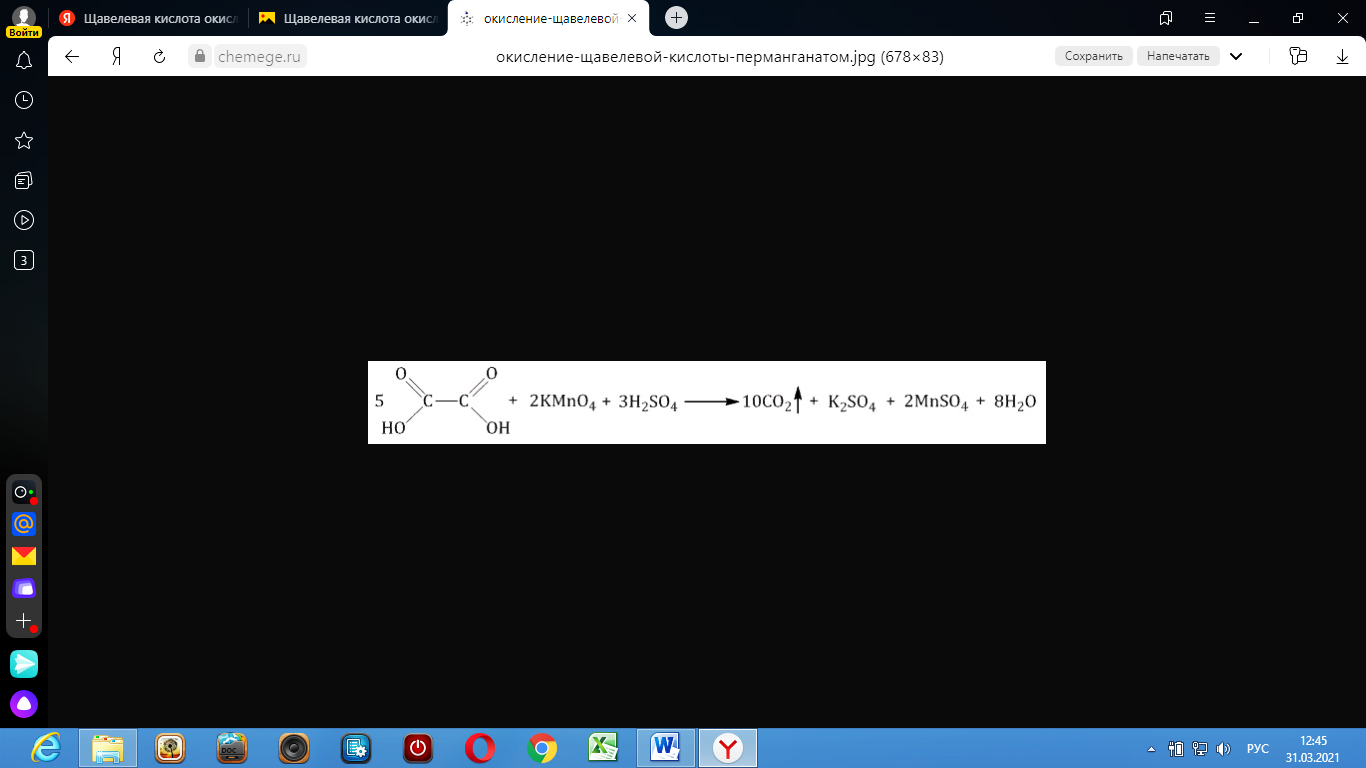 Щавелевая кислота окисл
Щавелевая кислота окисл
окисление-щавелевой-
Войти
chemege.ru
окисление-щавелевой-кислоты-перманганатом.jpg (678×83)
Сохранить
Напечатать
3
O O
5 C — C + 2KMnO₄ + 3H₂SO₄ ⟶ 10CO₂↑ + K₂SO₄ + 2MnSO₄ + 8H₂O
HO OH
DOC
РУС
12:45
31.03.2021